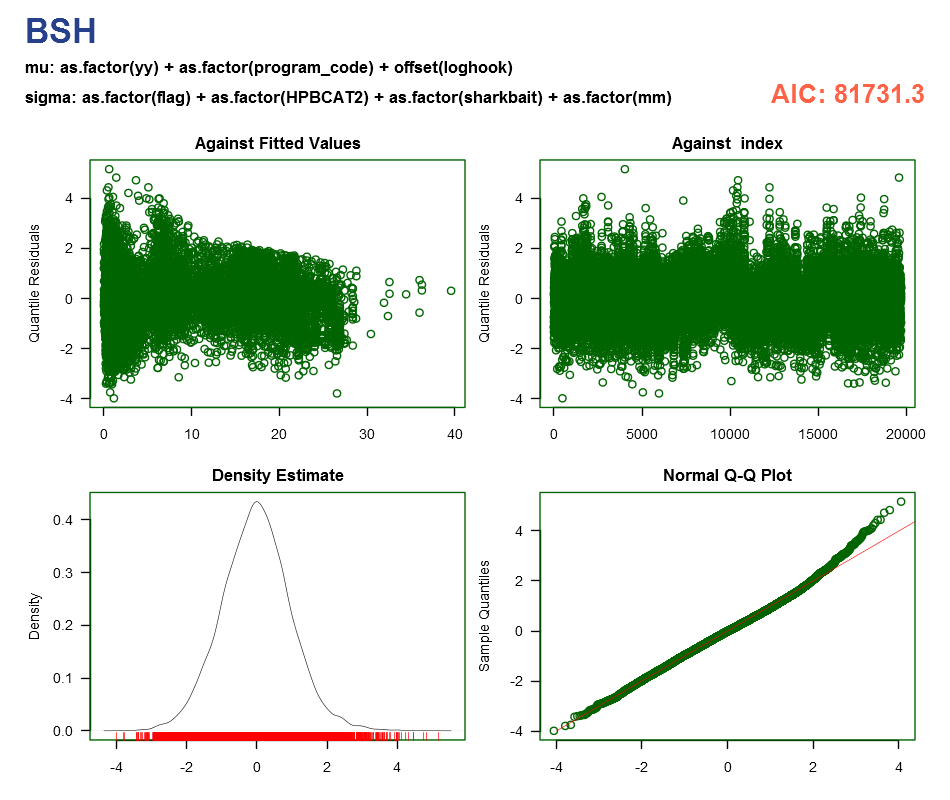 BSH
mu: as.factor(yy) + as.factor(program_code) + offset(loghook)
sigma: as.factor(flag) + as.factor(HPBCAT2) + as.factor(sharkbait) + as.factor(mm)
AIC: 81731.3
Against Fitted Values
Quantile Residuals
4
2
0
-2
-4
0 10 20 30 40
Against  index
Quantile Residuals
4
2
0
-2
-4
0 5000 10000 15000 20000
Density Estimate
Density
0.4
0.3
0.2
0.1
0.0
-4 -2 0 2 4
Normal Q-Q Plot
Sample Quantiles
4
2
0
-2
-4
-4 -2 0 2 4